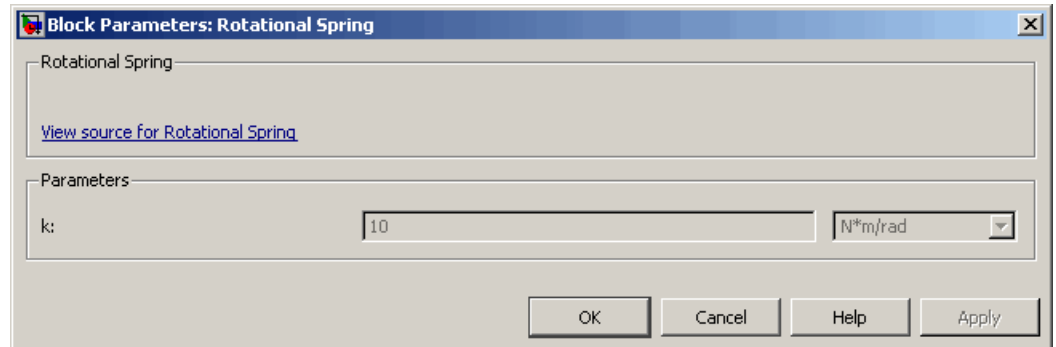 Block Parameters: Rotational Spring
Rotational Spring
View source for Rotational Spring
Parameters
k: 10 N*m/rad
OK Cancel Help Apply